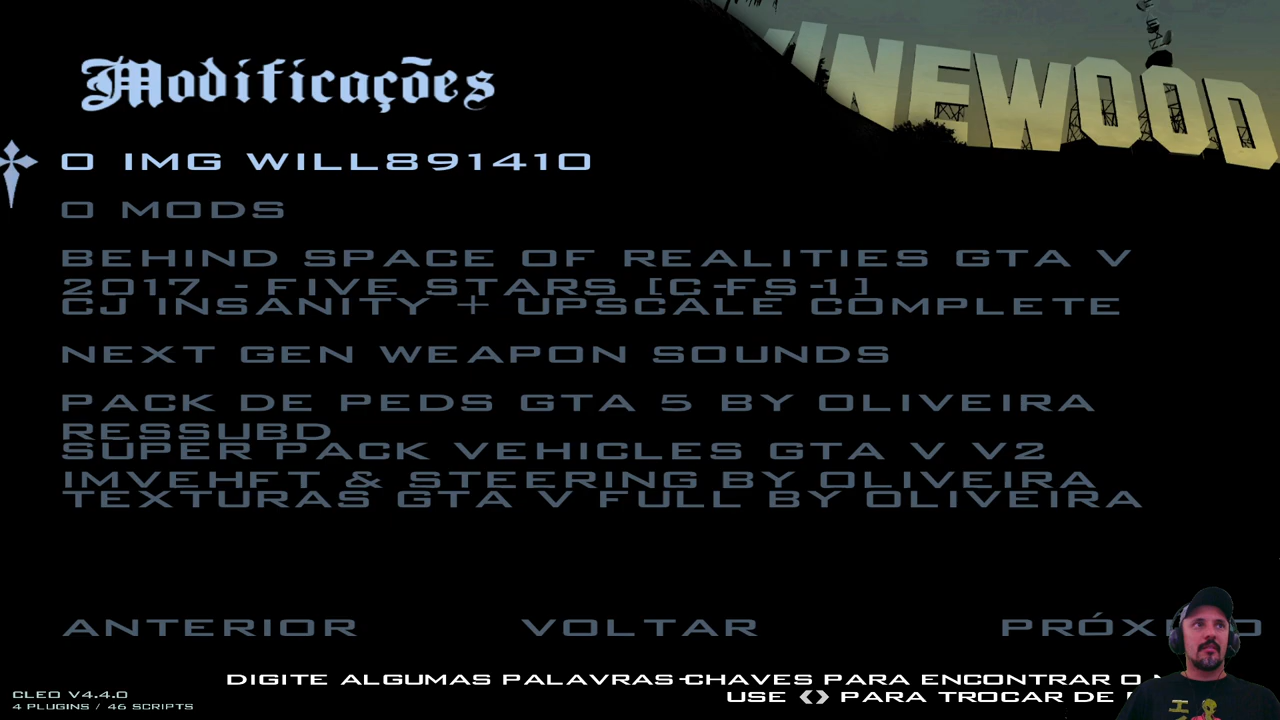 INEWOOD
Modificações
0 IMG WILL891410
0 MODS
BEHIND SPACE OF REALITIES GTA V
2017 - FIVE STARS [C-FS-1]
CJ INSANITY + UPSCALE COMPLETE
NEXT GEN WEAPON SOUNDS
PACK DE PEDS GTA 5 BY OLIVEIRA
RESSUBD
SUPER PACK VEHICLES GTA V V2
IMVEHFT & STEERING BY OLIVEIRA
TEXTURAS GTA V FULL BY OLIVEIRA
ANTERIOR VOLTAR
DIGITE ALGUMAS PALAVRAS-CHAVES PARA ENCONTRAR O
USE <> PARA TROCAR DE
CLEO V4.4.0
4 PLUGINS / 46 SCRIPTS